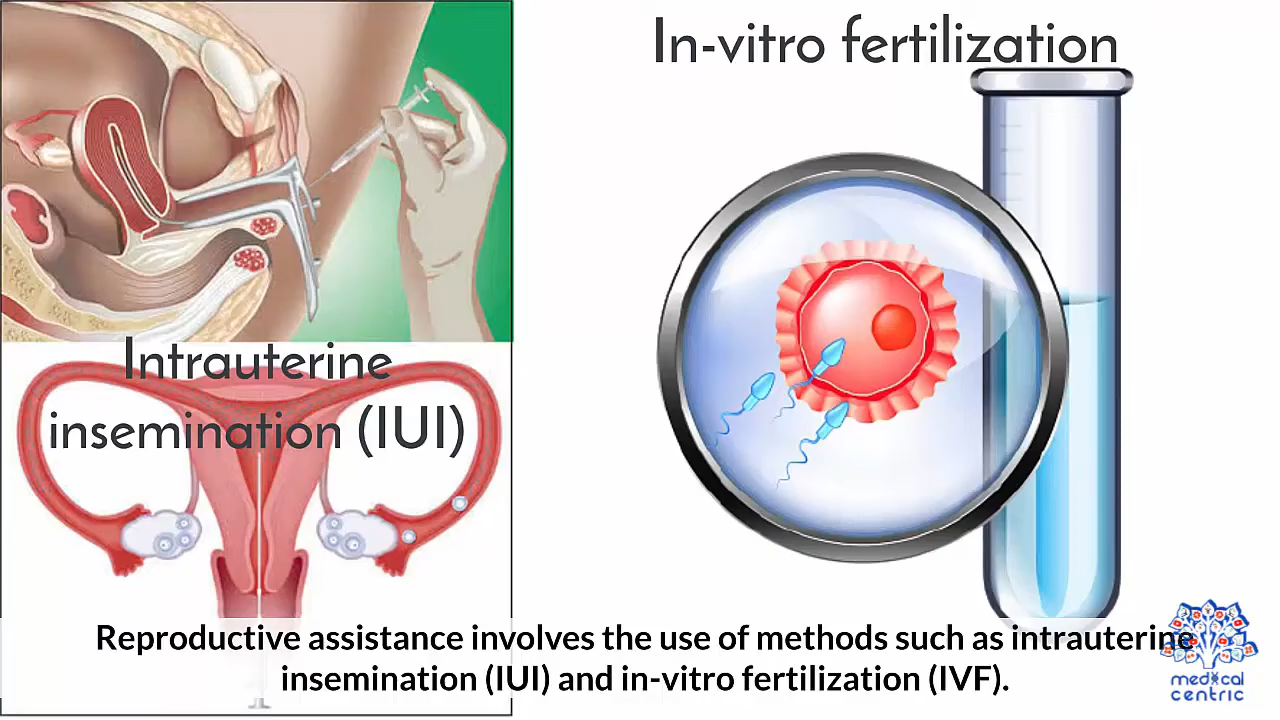 In-vitro fertilization
Intrauterine
insemination (IUI)
Reproductive assistance involves the use of methods such as intrauterine
insemination (IUI) and in-vitro fertilization (IVF).
medical
centric